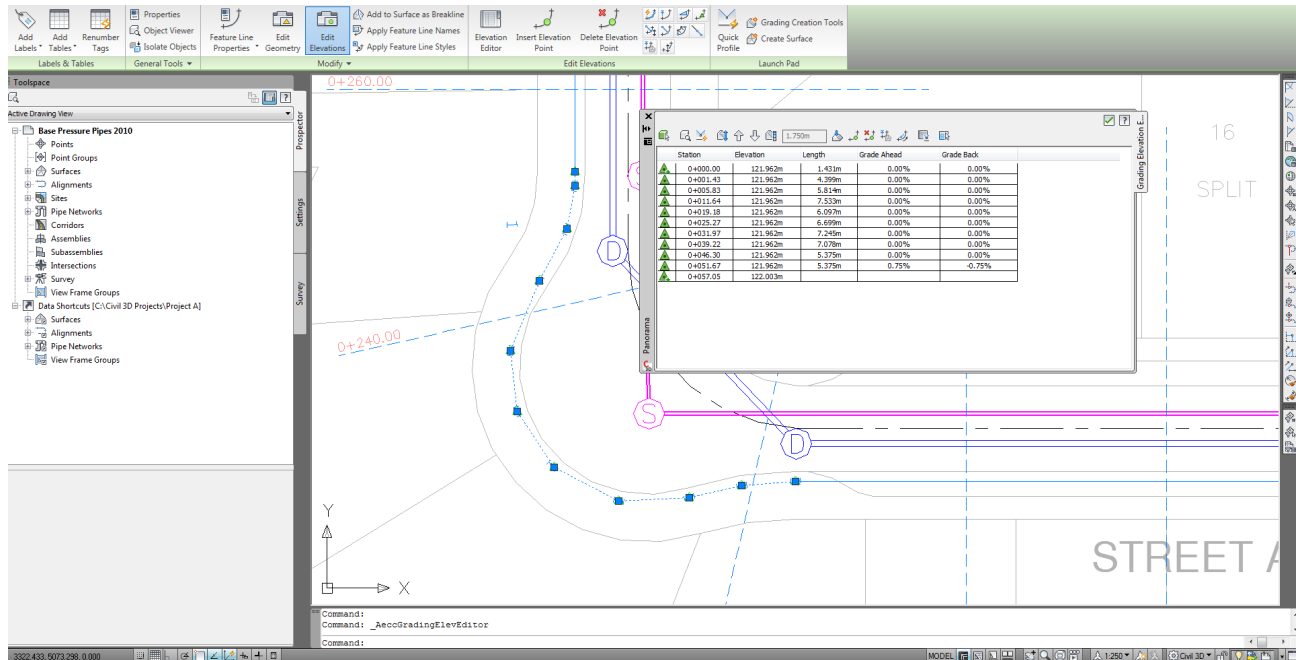 Properties
Object Viewer
Isolate Objects
Add Labels
Add Tables
Renumber Tags
Feature Line Properties
Edit Geometry
Edit Elevations
Add to Surface as Breakline
Apply Feature Line Names
Apply Feature Line Styles
Elevation Editor
Insert Elevation Point
Delete Elevation Point
Quick Profile
Grading Creation Tools
Create Surface
Labels & Tables
General Tools
Modify
Edit Elevations
Launch Pad
Toolspace
Active Drawing View
Base Pressure Pipes 2010
Points
Point Groups
Surfaces
Alignments
Sites
Pipe Networks
Corridors
Assemblies
Subassemblies
Intersections
Survey
View Frame Groups
Data Shortcuts [C:\Civil 3D Projects\Project A]
Surfaces
Alignments
Pipe Networks
View Frame Groups
Prospector
Settings
Survey
0+260.00
0+240.00
D
S
D
16
SPLIT
STREET A
Y
X
Panorama
Grading Elevation E...
1.750m
Station Elevation Length Grade Ahead Grade Back
0+000.00 121.962m 1.431m 0.00% 0.00%
0+001.43 121.962m 4.399m 0.00% 0.00%
0+005.83 121.962m 5.814m 0.00% 0.00%
0+011.64 121.962m 7.533m 0.00% 0.00%
0+019.18 121.962m 6.097m 0.00% 0.00%
0+025.27 121.962m 6.699m 0.00% 0.00%
0+031.97 121.962m 7.245m 0.00% 0.00%
0+039.22 121.962m 7.078m 0.00% 0.00%
0+046.30 121.962m 5.375m 0.00% 0.00%
0+051.67 121.962m 5.375m 0.75% -0.75%
0+057.05 122.003m
Command:
Command: _AeccGradingElevEditor
Command:
3322.433, 5073.298, 0.000
MODEL
1:250
Civil 3D